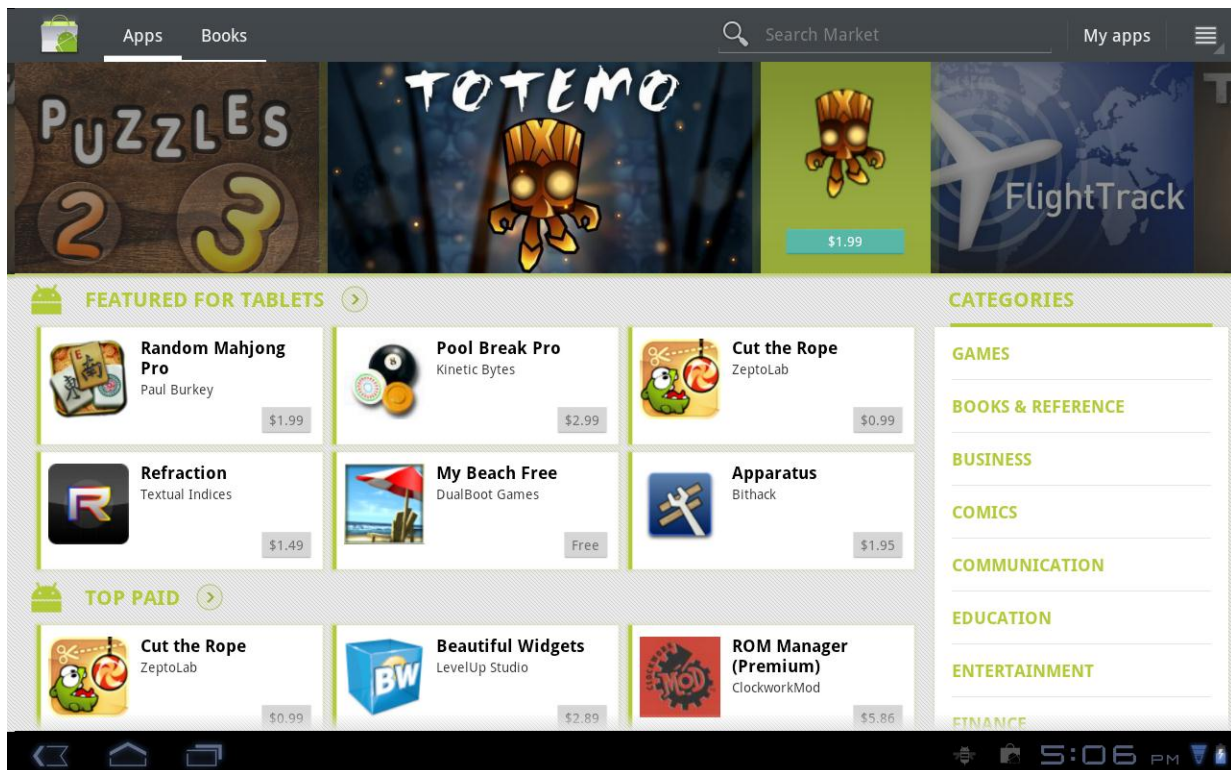 Apps
Books
Search Market
My apps
PUZZLES
2 3
TOTEMO
$1.99
FlightTrack
FEATURED FOR TABLETS
Random Mahjong
Pro
Paul Burkey
$1.99
Pool Break Pro
Kinetic Bytes
$2.99
Cut the Rope
ZeptoLab
$0.99
Refraction
Textual Indices
$1.49
My Beach Free
DualBoot Games
Free
Apparatus
Bithack
$1.95
TOP PAID
Cut the Rope
ZeptoLab
$0.99
BW
Beautiful Widgets
LevelUp Studio
$2.89
CLOCKWORK
MOD
ROM Manager
(Premium)
ClockworkMod
$5.86
CATEGORIES
GAMES
BOOKS & REFERENCE
BUSINESS
COMICS
COMMUNICATION
EDUCATION
ENTERTAINMENT
FINANCE
5:06 PM